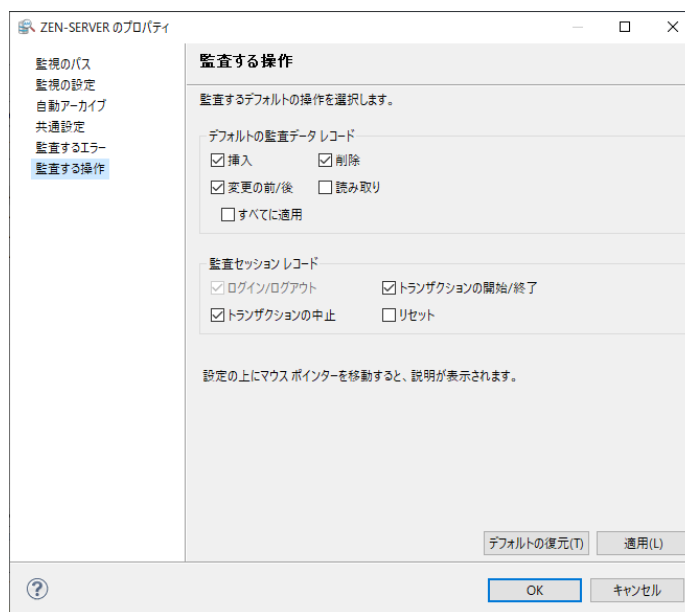 ZEN-SERVER のプロパティ
監視のパス
監視の設定
自動アーカイブ
共通設定
監査するエラー
監査する操作
監査する操作
監査するデフォルトの操作を選択します。
デフォルトの監査データ レコード
挿入
削除
変更の前/後
読み取り
すべてに適用
監査セッション レコード
ログイン/ログアウト
トランザクションの開始/終了
トランザクションの中止
リセット
設定の上にマウス ポインターを移動すると、説明が表示されます。
デフォルトの復元(T)
適用(L)
?
OK
キャンセル